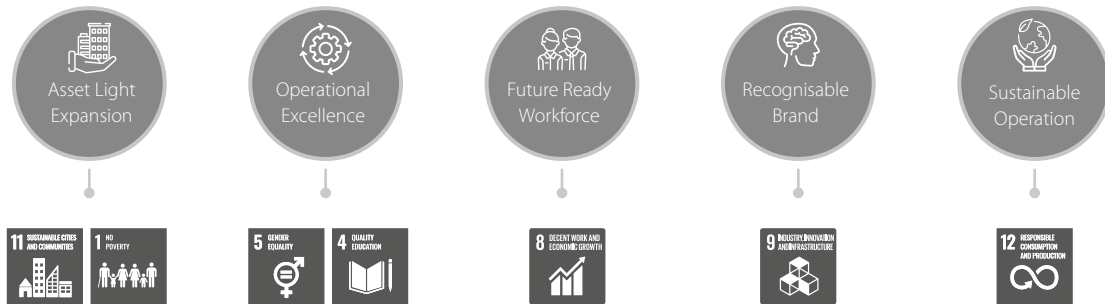 Asset Light
Expansion
Operational
Excellence
Future Ready
Workforce
Recognisable
Brand
Sustainable
Operation
11 SUSTAINABLE CITIES
AND COMMUNITIES
1 NO
POVERTY
5 GENDER
EQUALITY
4 QUALITY
EDUCATION
8 DECENT WORK AND
ECONOMIC GROWTH
9 INDUSTRY, INNOVATION
AND INFRASTRUCTURE
12 RESPONSIBLE
CONSUMPTION
AND PRODUCTION